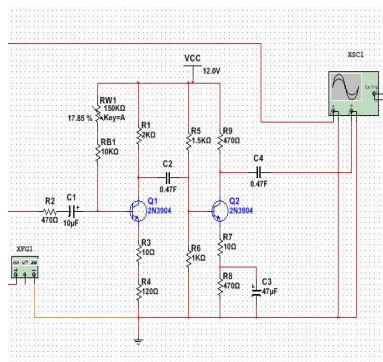 XSC1
VCC
12.0V
Ext Trig
RW1
150KΩ
17.85 %
Key=A
R1
2KΩ
R5
1.5KΩ
R9
470Ω
RB1
10KΩ
C2
0.47F
C4
0.47F
R2
470Ω
C1
10µF
Q1
2N3904
Q2
2N3904
XFG1
R3
10Ω
R7
10Ω
R4
120Ω
R6
1KΩ
R8
470Ω
C3
47µF